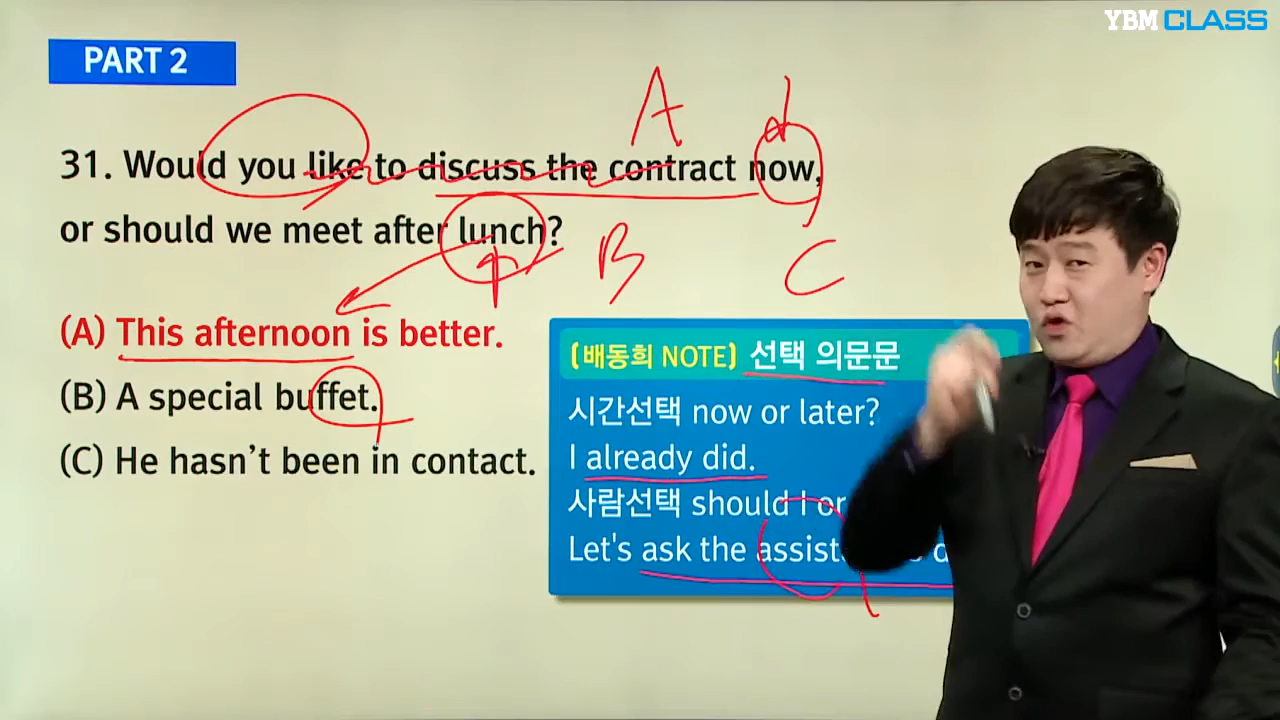 YBM CLASS
PART 2
A
31. Would you like to discuss the contract now,
or should we meet after lunch?
B
C
(A) This afternoon is better.
(B) A special buffet.
(C) He hasn't been in contact.
[배동희 NOTE] 선택 의문문
시간선택 now or later?
I already did.
사람선택 should I or
Let's ask the